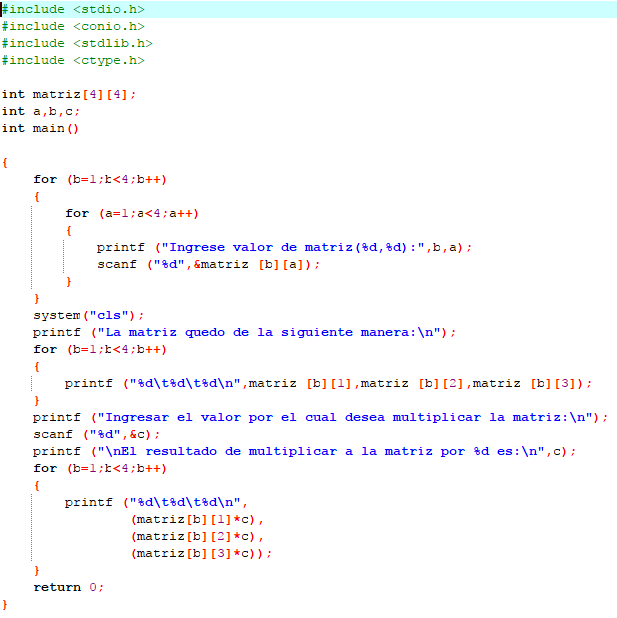 #include <stdio.h>
#include <conio.h>
#include <stdlib.h>
#include <ctype.h>
int matriz[4][4];
int a,b,c;
int main()
{
for (b=1;b<4;b++)
{
for (a=1;a<4;a++)
{
printf ("Ingrese valor de matriz(%d,%d):",b,a);
scanf ("%d",&matriz [b][a]);
}
}
system("cls");
printf ("La matriz quedo de la siguiente manera:\n");
for (b=1;b<4;b++)
{
printf ("%d\t%d\t%d\n",matriz [b][1],matriz [b][2],matriz [b][3]);
}
printf ("Ingresar el valor por el cual desea multiplicar la matriz:\n");
scanf ("%d",&c);
printf ("\nEl resultado de multiplicar a la matriz por %d es:\n",c);
for (b=1;b<4;b++)
{
printf ("%d\t%d\t%d\n",
(matriz[b][1]*c),
(matriz[b][2]*c),
(matriz[b][3]*c));
}
return 0;
}